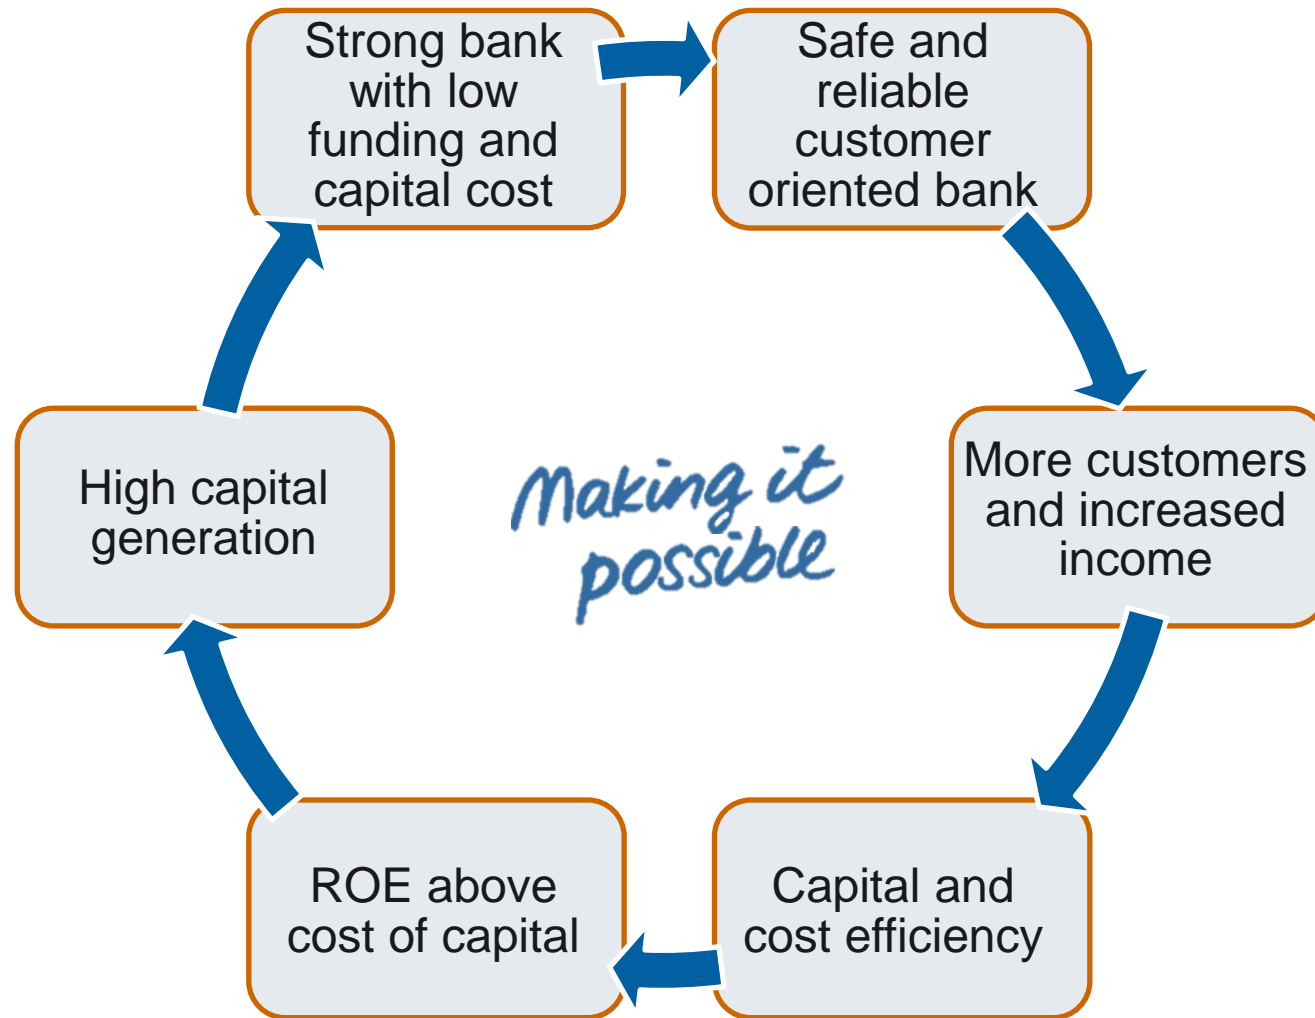 Strong bank
with low
funding and
capital cost
Safe and
reliable
customer
oriented bank
More customers
and increased
income
Capital and
cost efficiency
ROE above
cost of capital
High capital
generation
Making it
possible